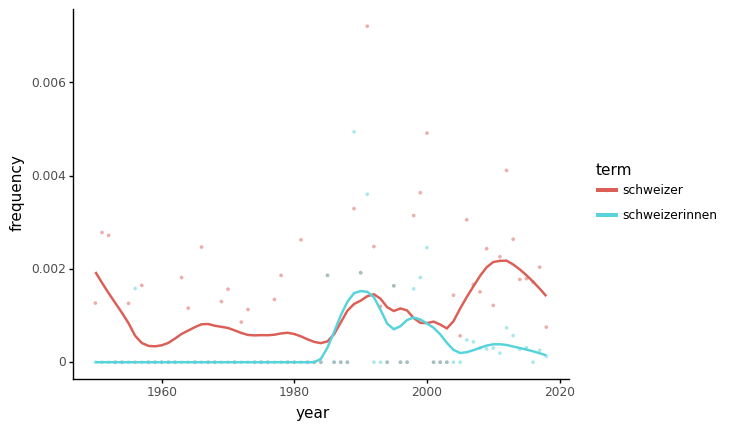 0.006
0.004
0.002
0
frequency
1960
1980
2000
2020
year
term
schweizer
schweizerinnen